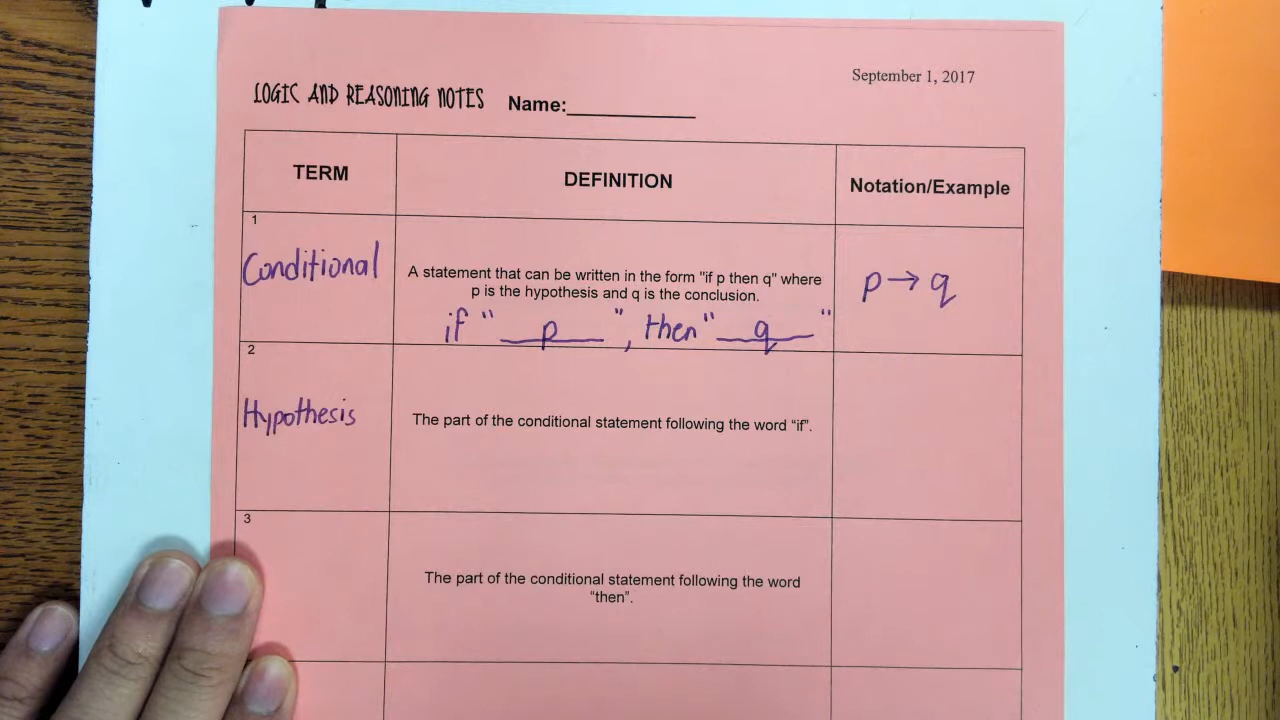 September 1, 2017
LOGIC AND REASONING NOTES Name:__________
TERM
DEFINITION
Notation/Example
1
Conditional
A statement that can be written in the form "if p then q" where
p is the hypothesis and q is the conclusion.
if "__p__", then "__q__"
p → q
2
Hypothesis
The part of the conditional statement following the word “if”.
3
The part of the conditional statement following the word
“then”.